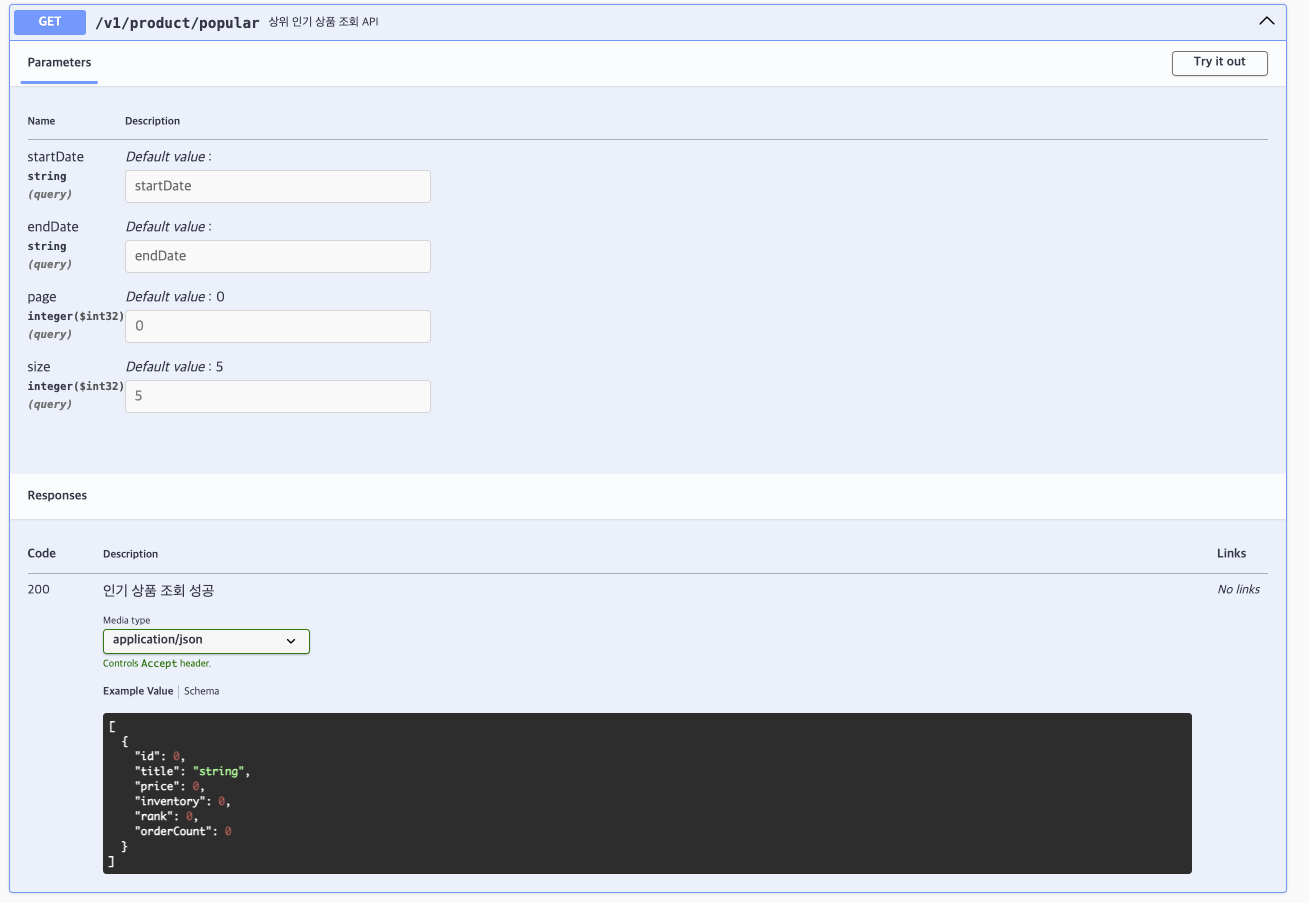 GET /v1/product/popular 상위 인기 상품 조회 API
Parameters Try it out
Name Description
startDate Default value :
string startDate
(query)
endDate Default value :
string endDate
(query)
page Default value : 0
integer($int32) 0
(query)
size Default value : 5
integer($int32) 5
(query)
Responses
Code Description Links
200 인기 상품 조회 성공 No links
Media type
application/json
Controls Accept header.
Example Value Schema
[
  {
    "id": 0,
    "title": "string",
    "price": 0,
    "inventory": 0,
    "rank": 0,
    "orderCount": 0
  }
]